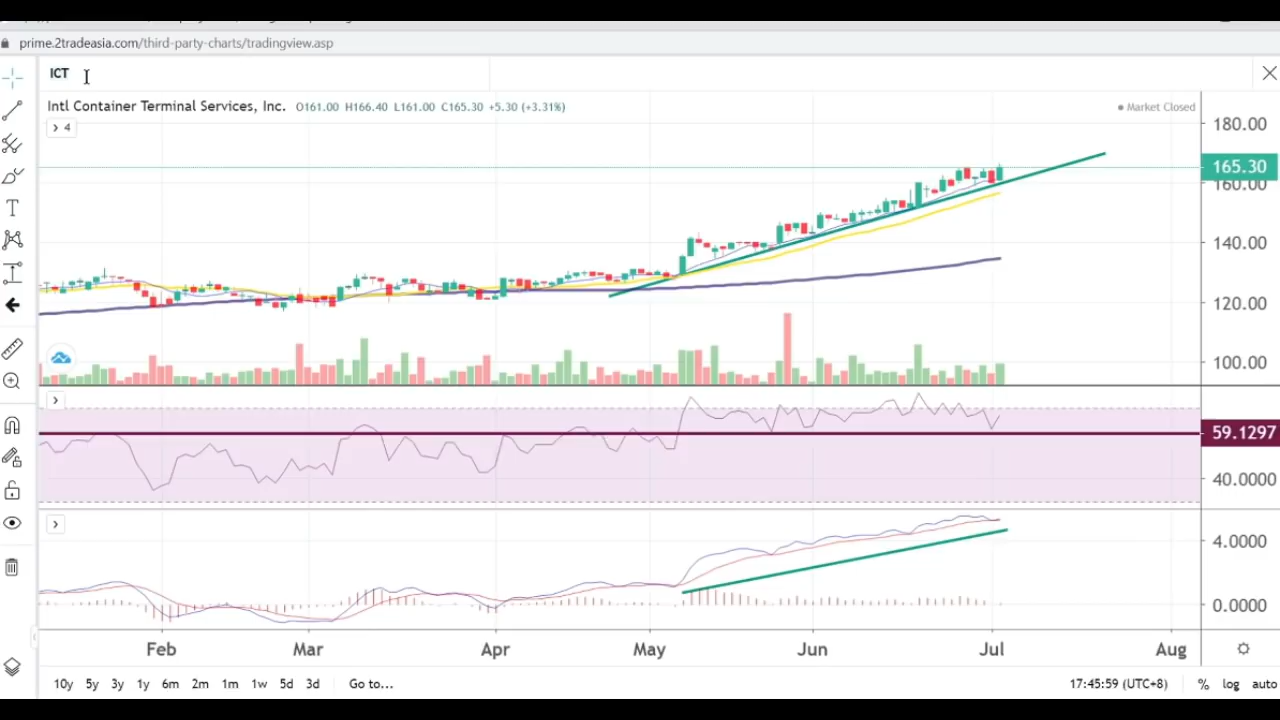 prime.2tradeasia.com/third-party-charts/tradingview.asp
ICT
Intl Container Terminal Services, Inc. O161.00 H166.40 L161.00 C165.30 +5.30 (+3.31%)
Market Closed
4
180.00
165.30
160.00
140.00
120.00
100.00
59.1297
40.0000
4.0000
0.0000
Feb Mar Apr May Jun Jul Aug
10y 5y 3y 1y 6m 2m 1m 1w 5d 3d Go to... 17:45:59 (UTC+8) % log auto